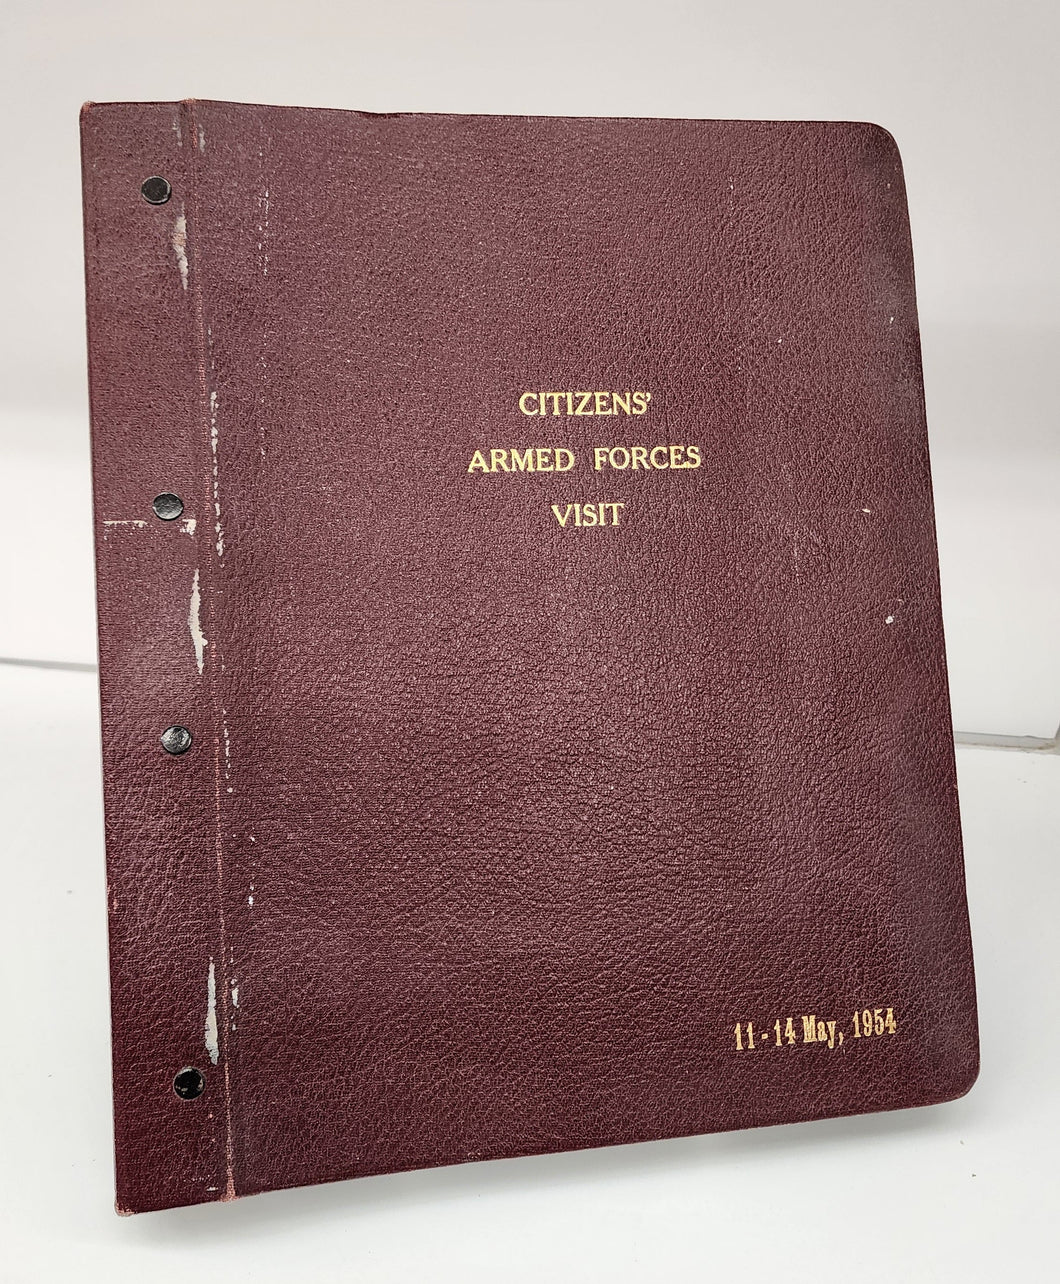 CITIZENS'
ARMED FORCES
VISIT
11-14 May, 1954